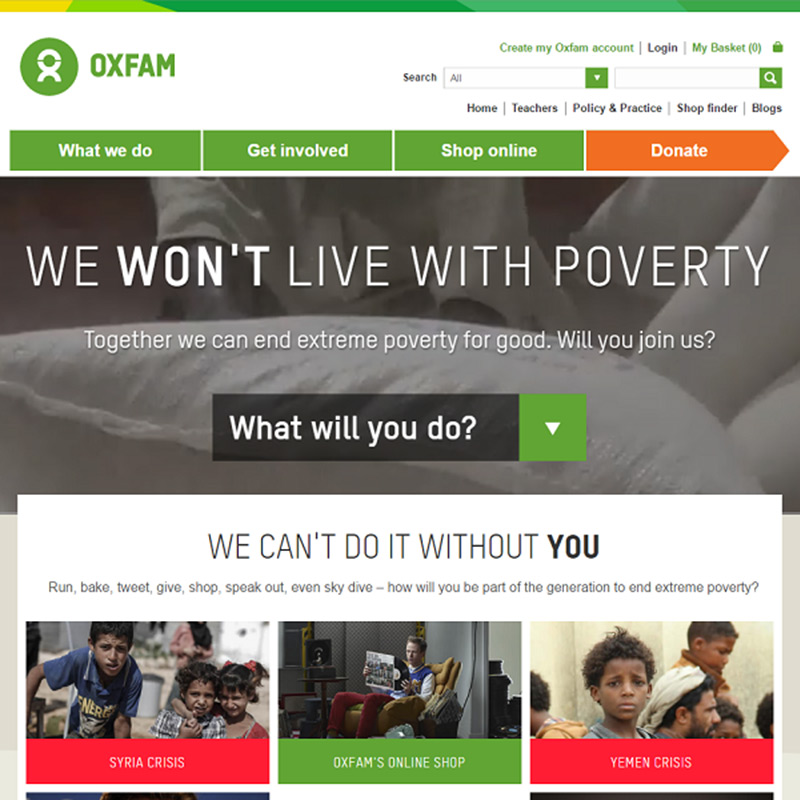 OXFAM
Create my Oxfam account | Login | My Basket (0)
Search All
Home | Teachers | Policy & Practice | Shop finder | Blogs
What we do Get involved Shop online Donate
WE WON'T LIVE WITH POVERTY
Together we can end extreme poverty for good. Will you join us?
What will you do?
WE CAN'T DO IT WITHOUT YOU
Run, bake, tweet, give, shop, speak out, even sky dive – how will you be part of the generation to end extreme poverty?
ENERGY
SYRIA CRISIS OXFAM'S ONLINE SHOP YEMEN CRISIS